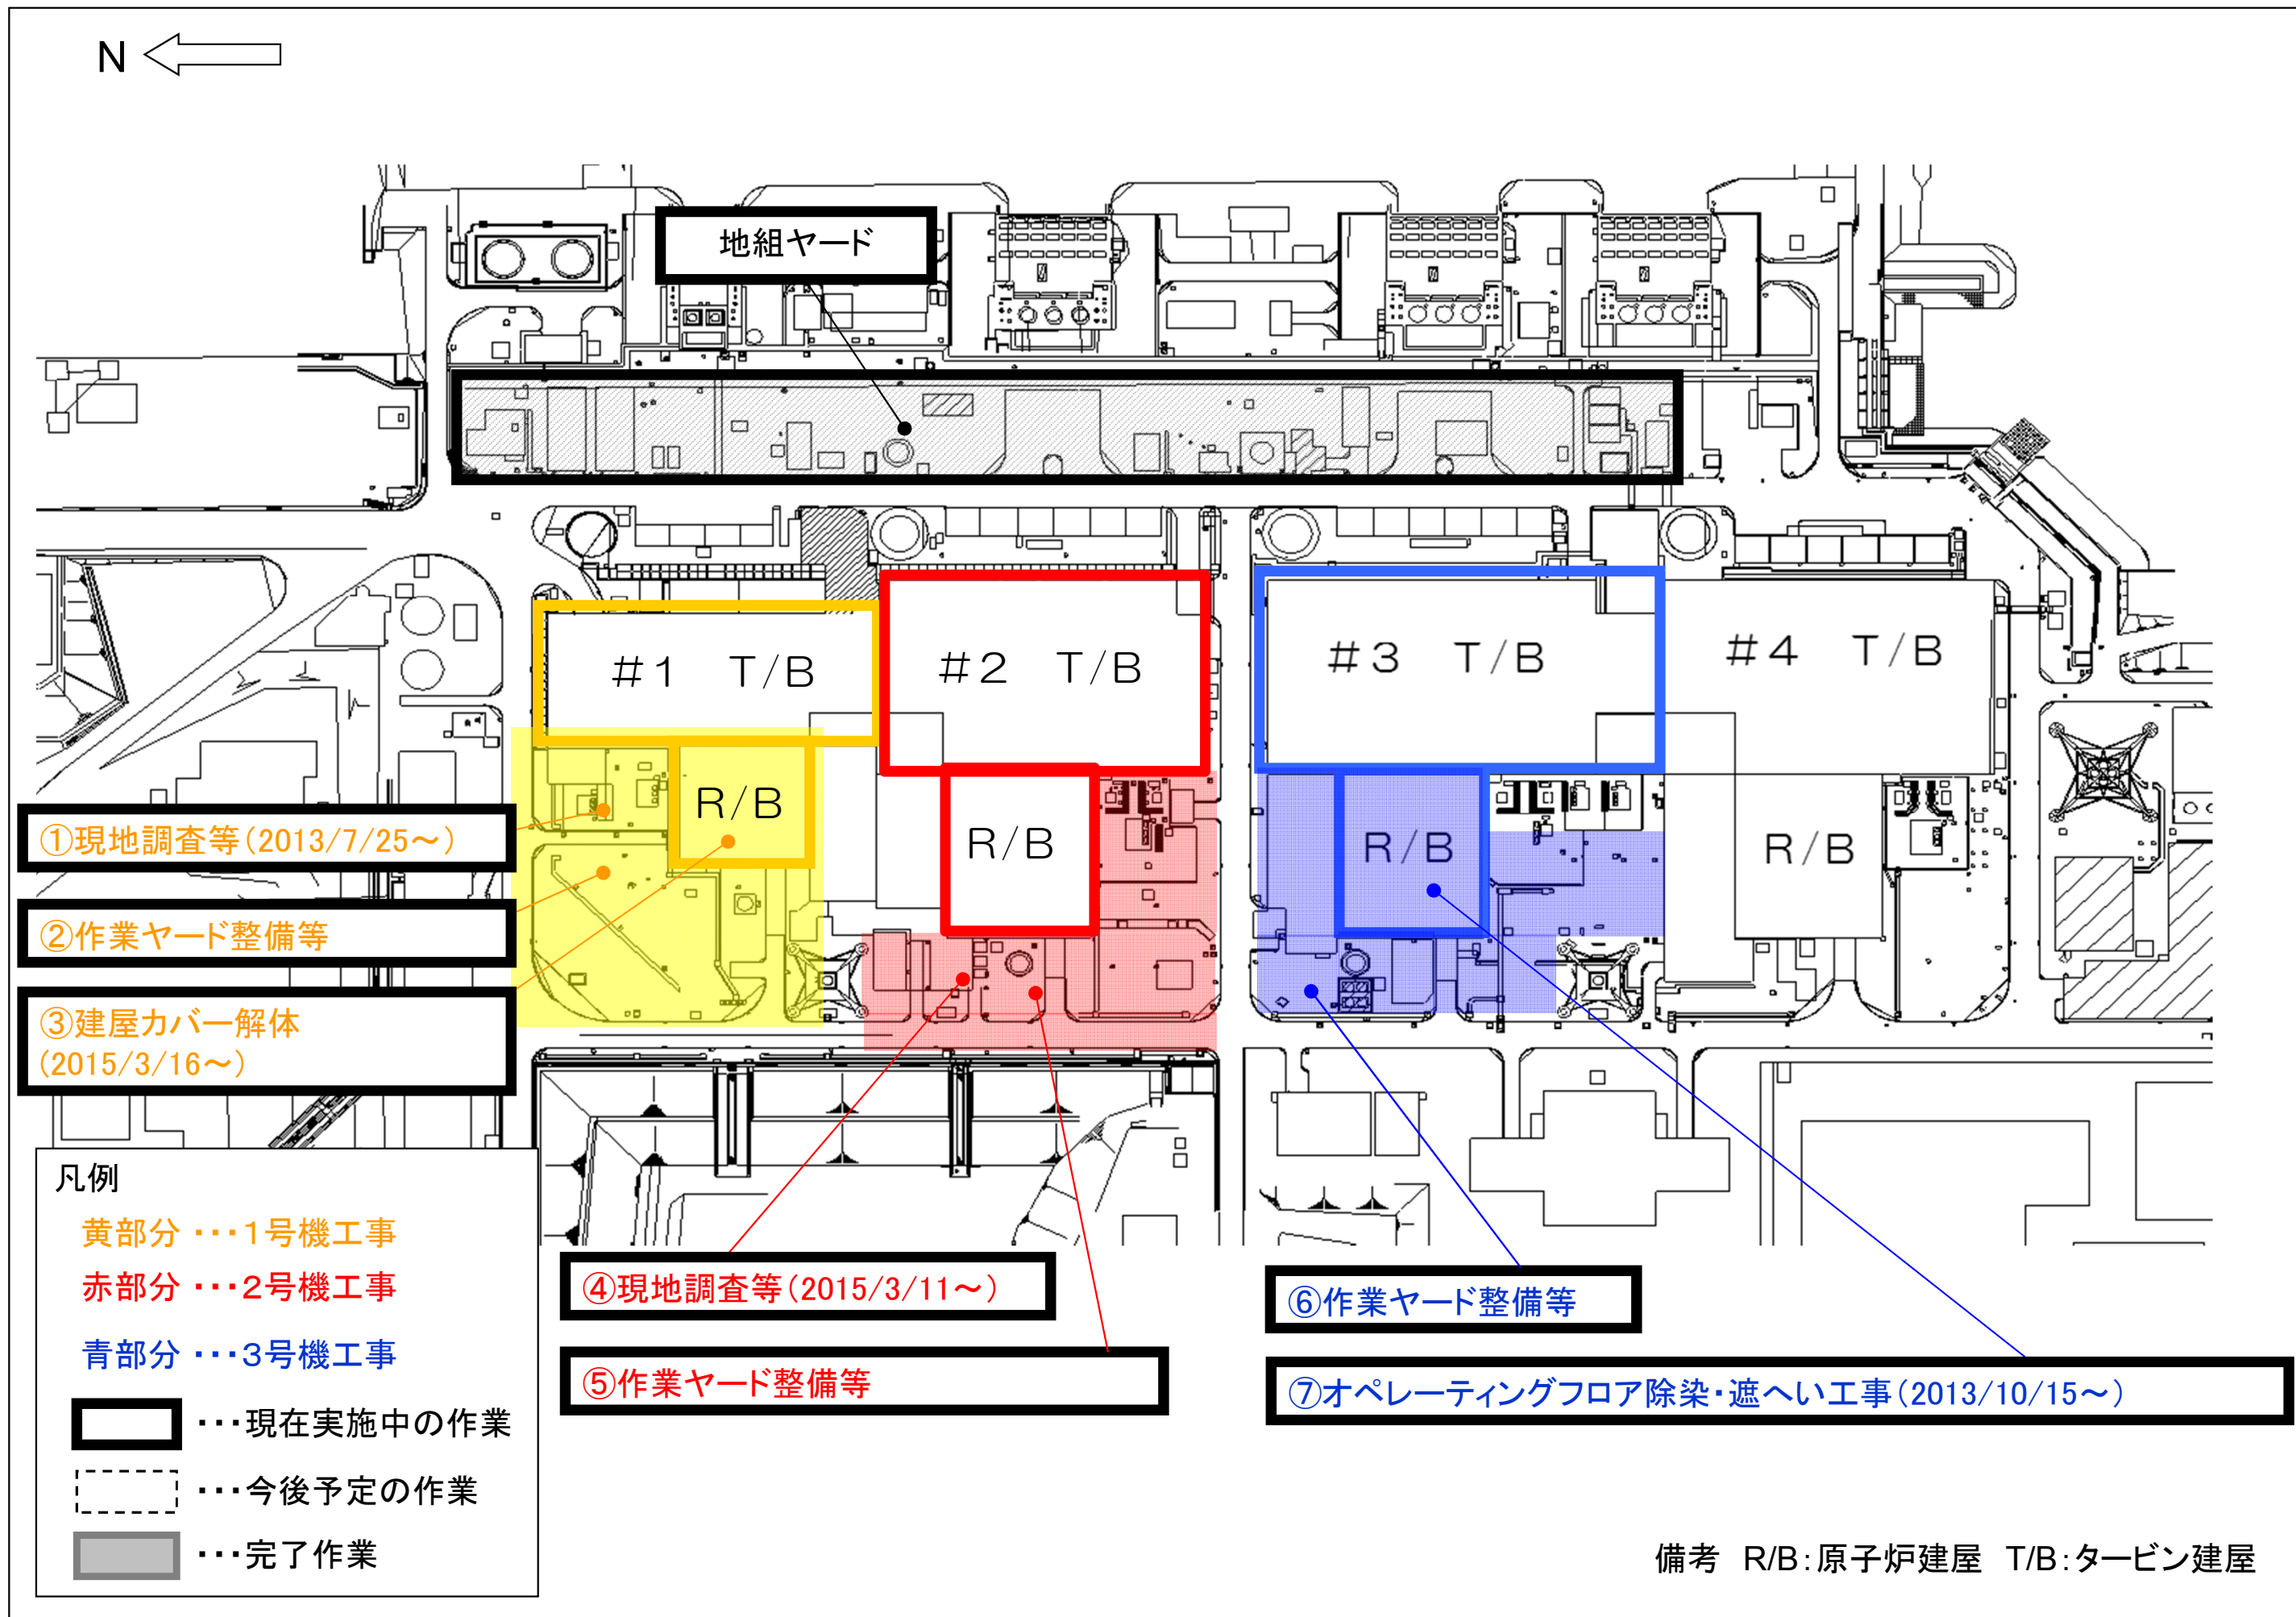 N
地組ヤード
#1 T/B
#2 T/B
#3 T/B
#4 T/B
R/B
R/B
R/B
R/B
①現地調査等(2013/7/25~)
②作業ヤード整備等
③建屋カバー解体
(2015/3/16~)
④現地調査等(2015/3/11~)
⑤作業ヤード整備等
⑥作業ヤード整備等
⑦オペレーティングフロア除染・遮へい工事(2013/10/15~)
凡例
黄部分 ・・・1号機工事
赤部分 ・・・2号機工事
青部分 ・・・3号機工事
・・・現在実施中の作業
・・・今後予定の作業
・・・完了作業
備考 R/B:原子炉建屋 T/B:タービン建屋